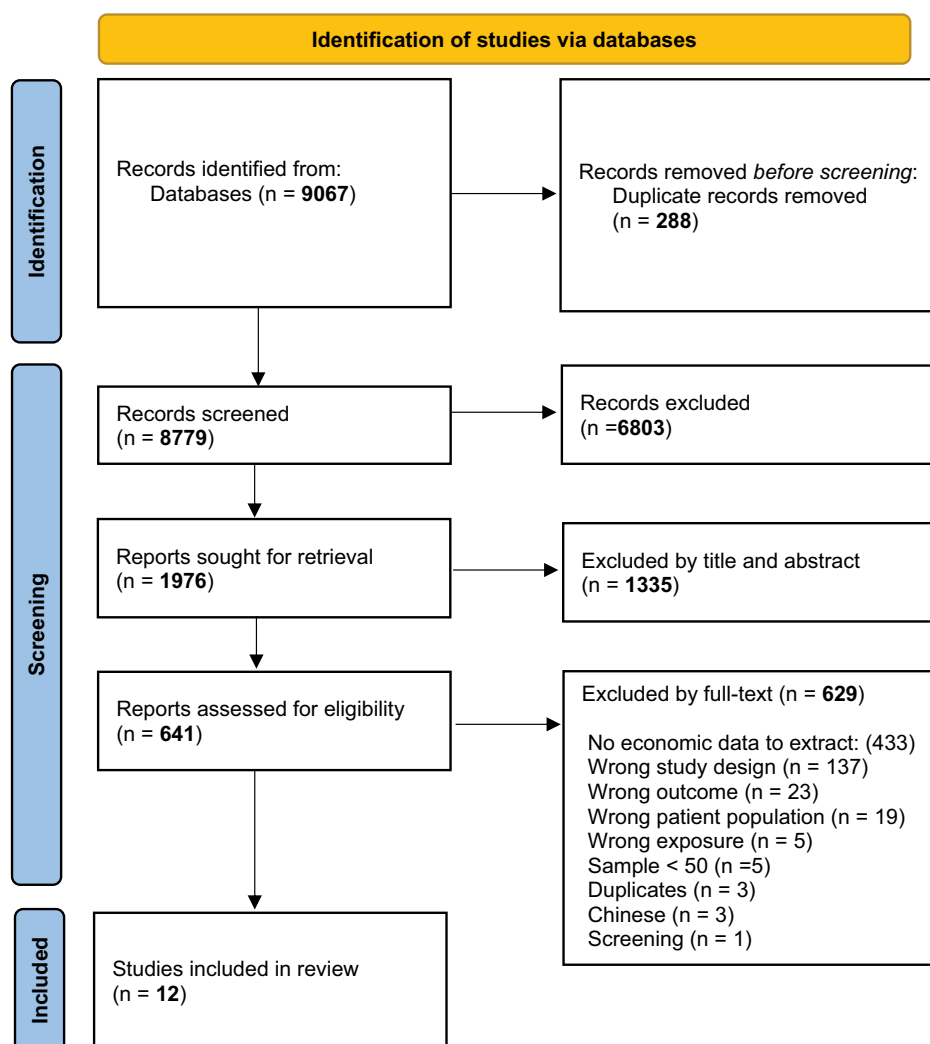 Identification of studies via databases
Identification
Records identified from:
Databases (n = 9067)
Records removed before screening:
Duplicate records removed
(n = 288)
Screening
Records screened
(n = 8779)
Records excluded
(n =6803)
Reports sought for retrieval
(n = 1976)
Excluded by title and abstract
(n = 1335)
Reports assessed for eligibility
(n = 641)
Excluded by full-text (n = 629)
No economic data to extract: (433)
Wrong study design (n = 137)
Wrong outcome (n = 23)
Wrong patient population (n = 19)
Wrong exposure (n = 5)
Sample < 50 (n =5)
Duplicates (n = 3)
Chinese (n = 3)
Screening (n = 1)
Included
Studies included in review
(n = 12)